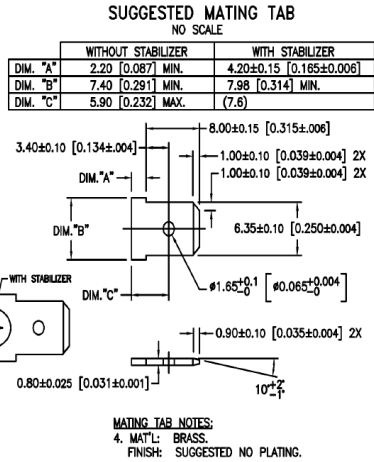 SUGGESTED MATING TAB
NO SCALE
WITHOUT STABILIZER WITH STABILIZER
DIM. "A" 2.20 [0.087] MIN. 4.20±0.15 [0.165±0.006]
DIM. "B" 7.40 [0.291] MIN. 7.98 [0.314] MIN.
DIM. "C" 5.90 [0.232] MAX. (7.6)
8.00±0.15 [0.315±.006]
3.40±0.10 [0.134±.004]
1.00±0.10 [0.039±0.004] 2X
DIM."A" 1.00±0.10 [0.039±0.004] 2X
DIM."B" 6.35±0.10 [0.250±0.004]
WITH STABILIZER
DIM."C" ø1.65+0.1 -0 [ø0.065+0.004 -0]
0.90±0.10 [0.035±0.004] 2X
0.80±0.025 [0.031±0.001] 10°+2° -1°
MATING TAB NOTES:
4. MAT'L: BRASS.
FINISH: SUGGESTED NO PLATING.